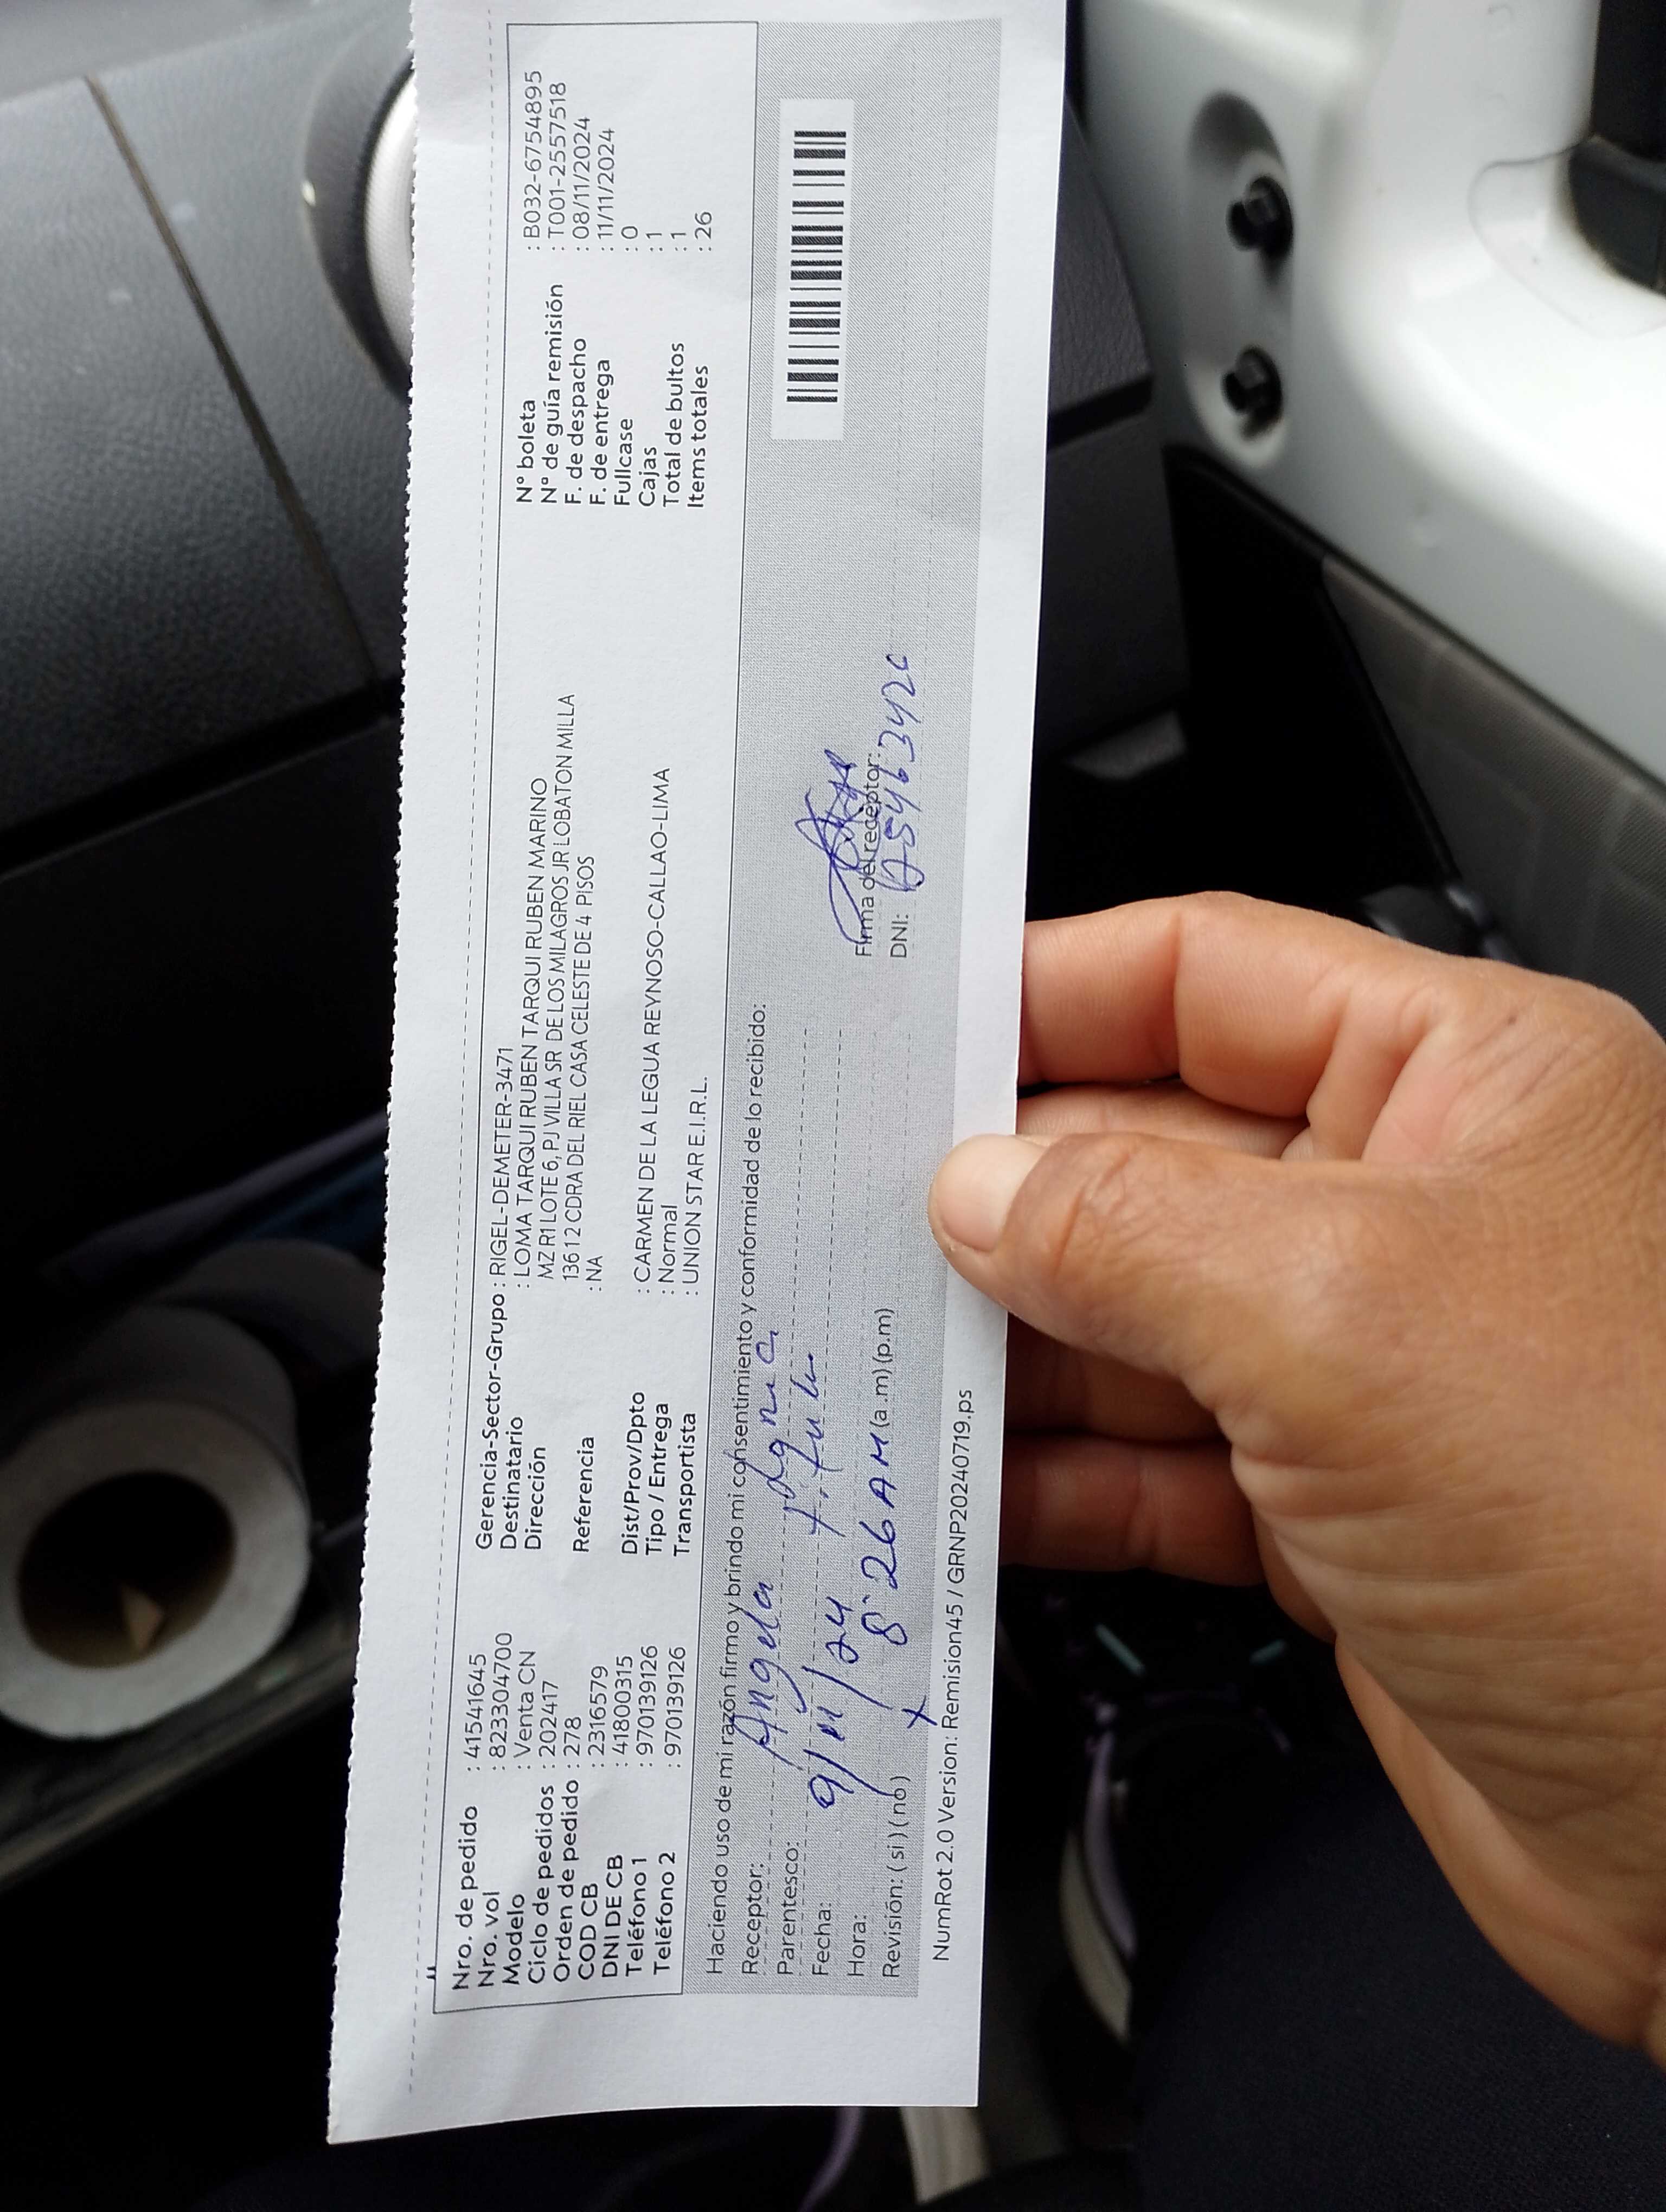 Nro. de pedido : 41541645
Nro. vol : 823304700
Modelo : Venta CN
Ciclo de pedidos : 202417
Orden de pedido : 278
COD CB : 2316579
DNI DE CB : 41800315
Teléfono 1 : 970139126
Teléfono 2 : 970139126
Gerencia-Sector-Grupo : RIGEL-DEMETER-3471
Destinatario : LOMA TARQUI RUBEN TARQUI RUBEN MARINO
Dirección MZ R1 LOTE 6, PJ VILLA SR DE LOS MILAGROS JR LOBATON MILLA
136 12 CDRA DEL RIEL CASA CELESTE DE 4 PISOS
Referencia : NA
Dist/Prov/Dpto : CARMEN DE LA LEGUA REYNOSO-CALLAO-LIMA
Tipo / Entrega : Normal
Transportista : UNION STAR E.I.R.L.
N° boleta : B032-6754895
N° de guía remisión : T001-2557518
F. de despacho : 08/11/2024
F. de entrega : 11/11/2024
Fullcase : 0
Cajas : 1
Total de bultos : 1
Items totales : 26
Haciendo uso de mi razón firmo y brindo mi consentimiento y conformidad de lo recibido:
Receptor: Angela
Parentesco:
Fecha: 9/11/24
Hora: 8:26 AM (a.m) (p.m)
Revisión: ( si ) ( no ) X
Firma del receptor:
DNI:
NumRot 2.0 Version: Remision45 / GRNP20240719.ps